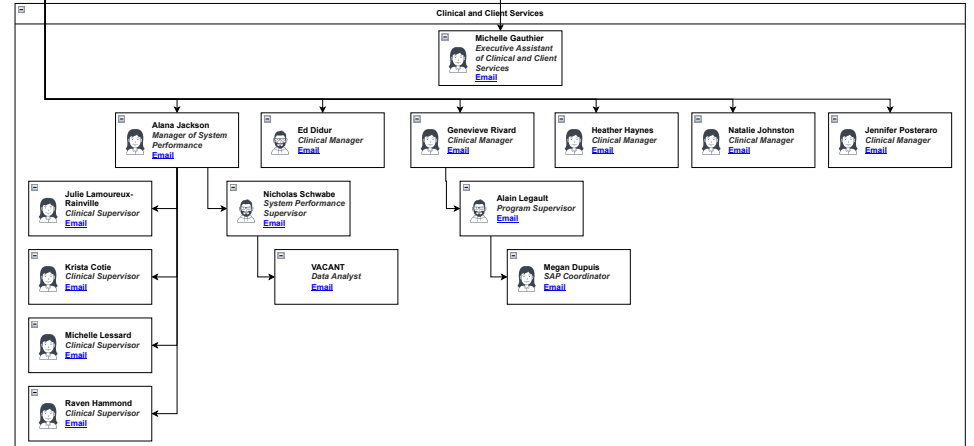 Clinical and Client Services
Michelle Gauthier
Executive Assistant
of Clinical and Client
Services
Email
Alana Jackson
Manager of System
Performance
Email
Ed Didur
Clinical Manager
Email
Genevieve Rivard
Clinical Manager
Email
Heather Haynes
Clinical Manager
Email
Natalie Johnston
Clinical Manager
Email
Jennifer Posteraro
Clinical Manager
Email
Julie Lamoureux-
Rainville
Clinical Supervisor
Email
Nicholas Schwabe
System Performance
Supervisor
Email
Alain Legault
Program Supervisor
Email
Krista Cotie
Clinical Supervisor
Email
VACANT
Data Analyst
Email
Megan Dupuis
SAP Coordinator
Email
Michelle Lessard
Clinical Supervisor
Email
Raven Hammond
Clinical Supervisor
Email